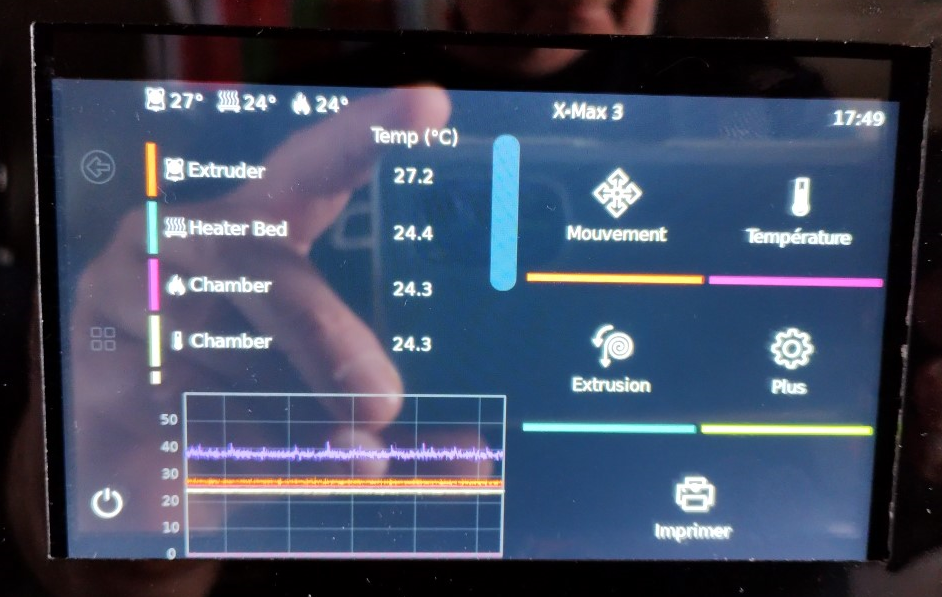 27° 24° 24° X-Max 3 17:49
Temp (°C)
Extruder 27.2
Heater Bed 24.4
Chamber 24.3
Chamber 24.3
Mouvement
Température
Extrusion
Plus
Imprimer
50
40
30
20
10
0